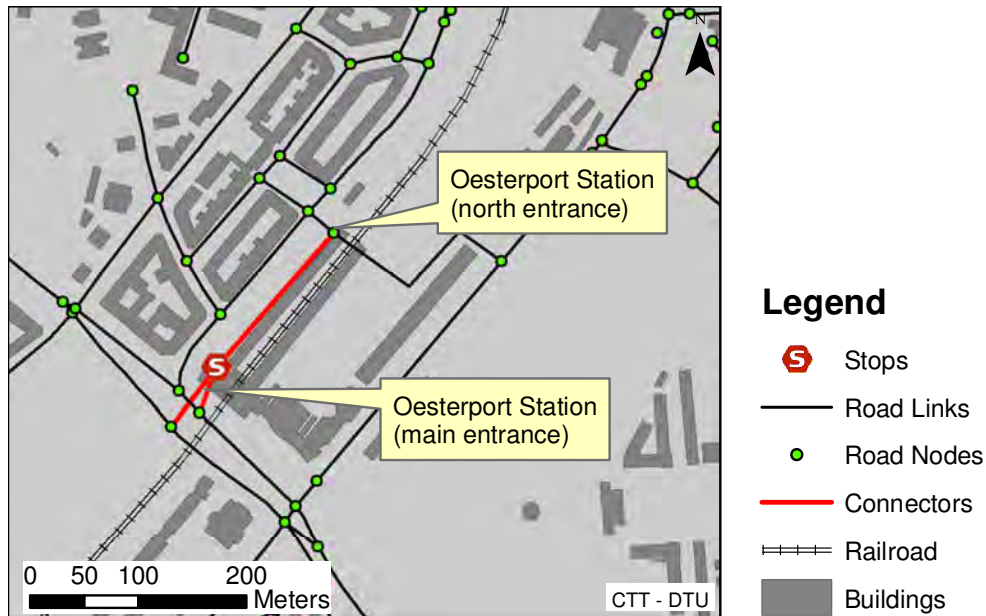 N
Oesterport Station
(north entrance)
S
Oesterport Station
(main entrance)
0 50 100 200
Meters
CTT - DTU
Legend
S Stops
Road Links
Road Nodes
Connectors
Railroad
Buildings